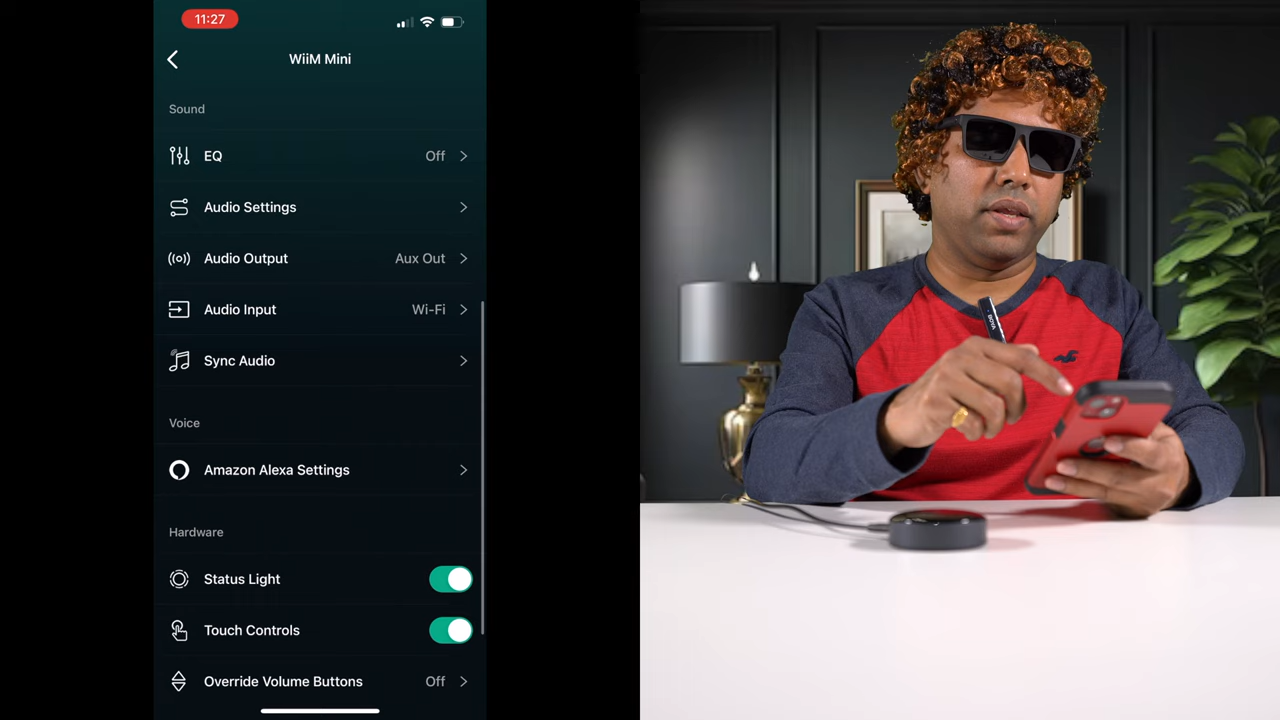 11:27
WiiM Mini
Sound
EQ Off
Audio Settings
Audio Output Aux Out
Audio Input Wi-Fi
Sync Audio
Voice
Amazon Alexa Settings
Hardware
Status Light
Touch Controls
Override Volume Buttons Off
BOYA